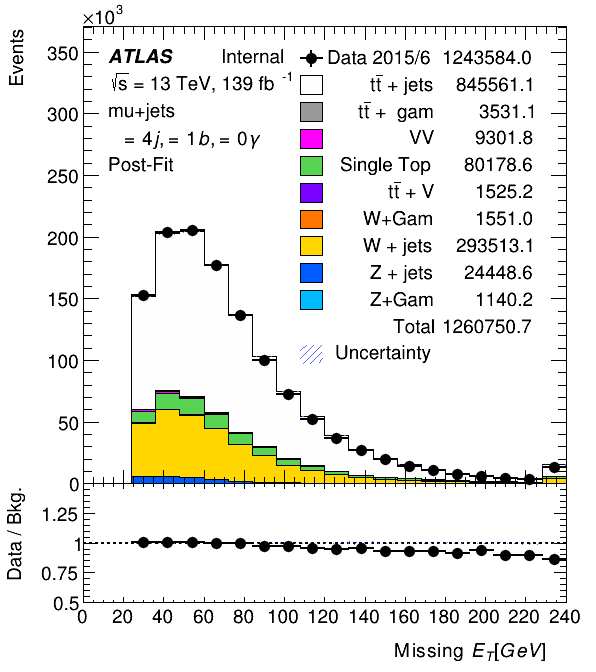 ×10³
Events
350
300
250
200
150
100
50
0
ATLAS Internal
√s = 13 TeV, 139 fb⁻¹
mu+jets
= 4j, = 1b, = 0γ
Post-Fit
Data 2015/6 1243584.0
tt̄ + jets 845561.1
tt̄ + gam 3531.1
VV 9301.8
Single Top 80178.6
tt̄ + V 1525.2
W+Gam 1551.0
W + jets 293513.1
Z + jets 24448.6
Z+Gam 1140.2
Total 1260750.7
Uncertainty
Data / Bkg.
1.25
1
0.75
0.5
0 20 40 60 80 100 120 140 160 180 200 220 240
Missing E_T[GeV]